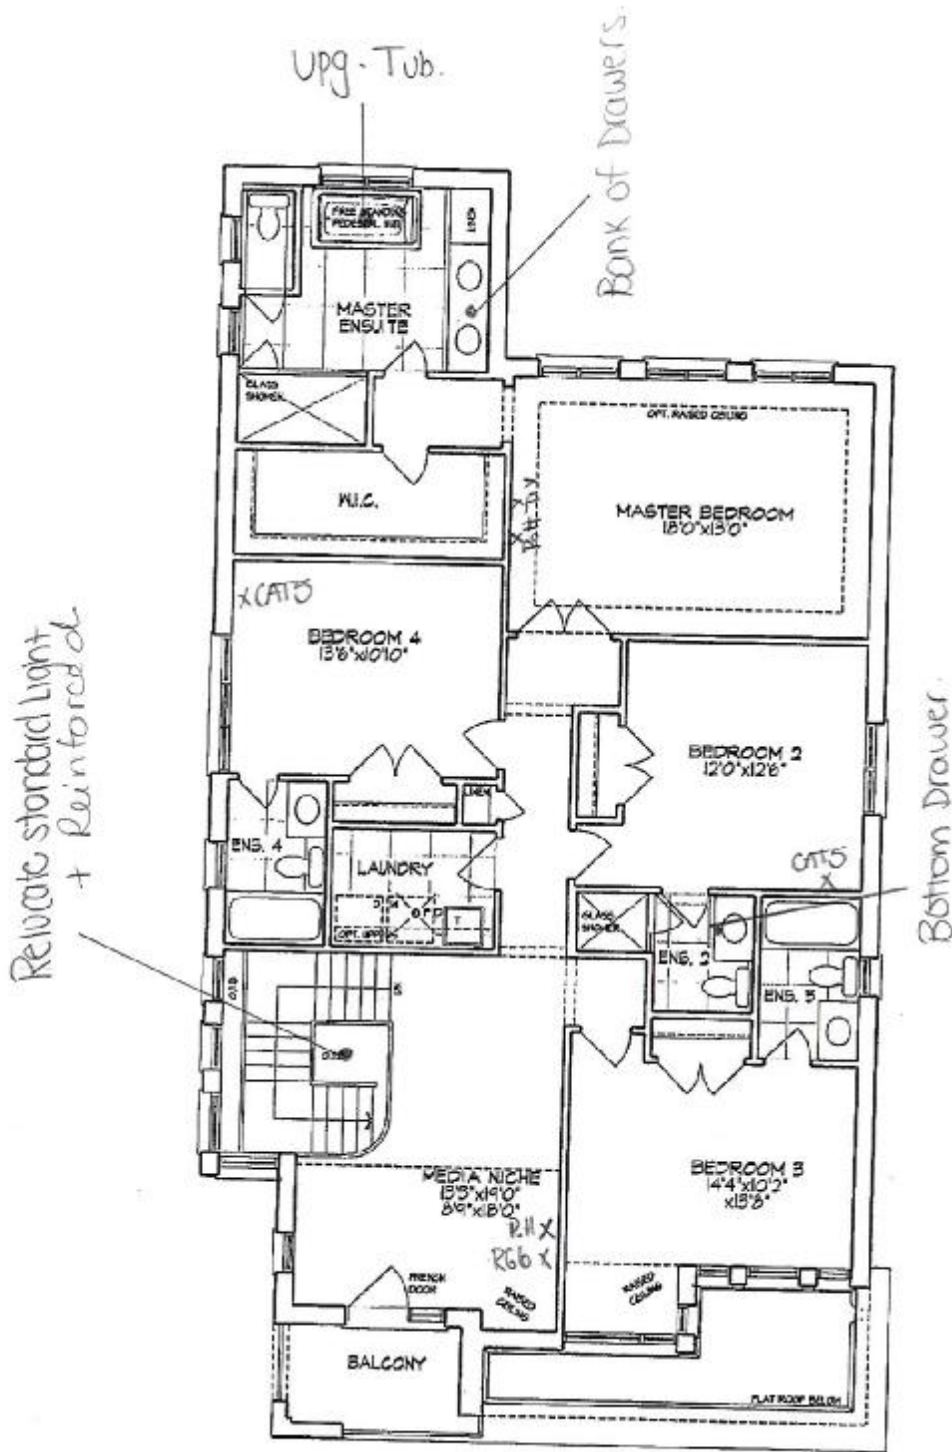 Upg. Tub.
Bank of Drawers.
FREE STANDING
PEDESTAL TUB
LINEN
MASTER
ENSUITE
GLASS
SHOWER
OPT. RAISED CEILING
W.I.C.
MASTER BEDROOM
18'0"x13'0"
R.H
TV
x CAT5
BEDROOM 4
13'6"x10'10"
Relocate standard Light
+ Reinforced
BEDROOM 2
12'0"x12'6"
Bottom Drawer.
LINEN
ENS. 4
LAUNDRY
CAT5
x
GLASS
SHOWER
ENS. 2
ENS. 3
MEDIA NICHE
13'3"x19'0"
8'9"x18'0"
R.H x
RG6 x
BEDROOM 3
14'4"x10'2"
x13'8"
FRENCH
DOOR
RAISED
CEILING
RAISED
CEILING
BALCONY
FLAT ROOF BELOW